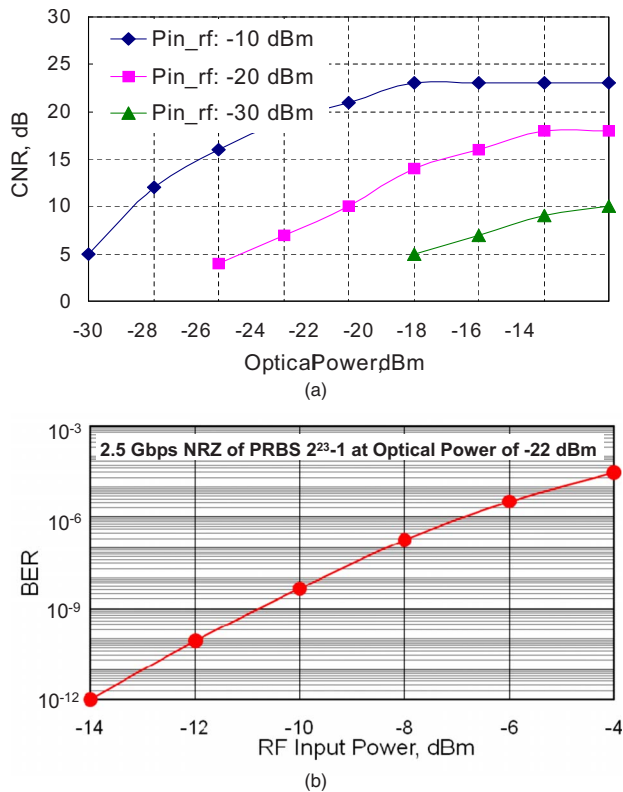 30
25
20
15
10
5
0
CNR, dB
Pin_rf: -10 dBm
Pin_rf: -20 dBm
Pin_rf: -30 dBm
-30 -28 -26 -24 -22 -20 -18 -16 -14
Optical Power, dBm
(a)
2.5 Gbps NRZ of PRBS 2²³-1 at Optical Power of -22 dBm
10⁻³
10⁻⁶
10⁻⁹
10⁻¹²
BER
-14 -12 -10 -8 -6 -4
RF Input Power, dBm
(b)